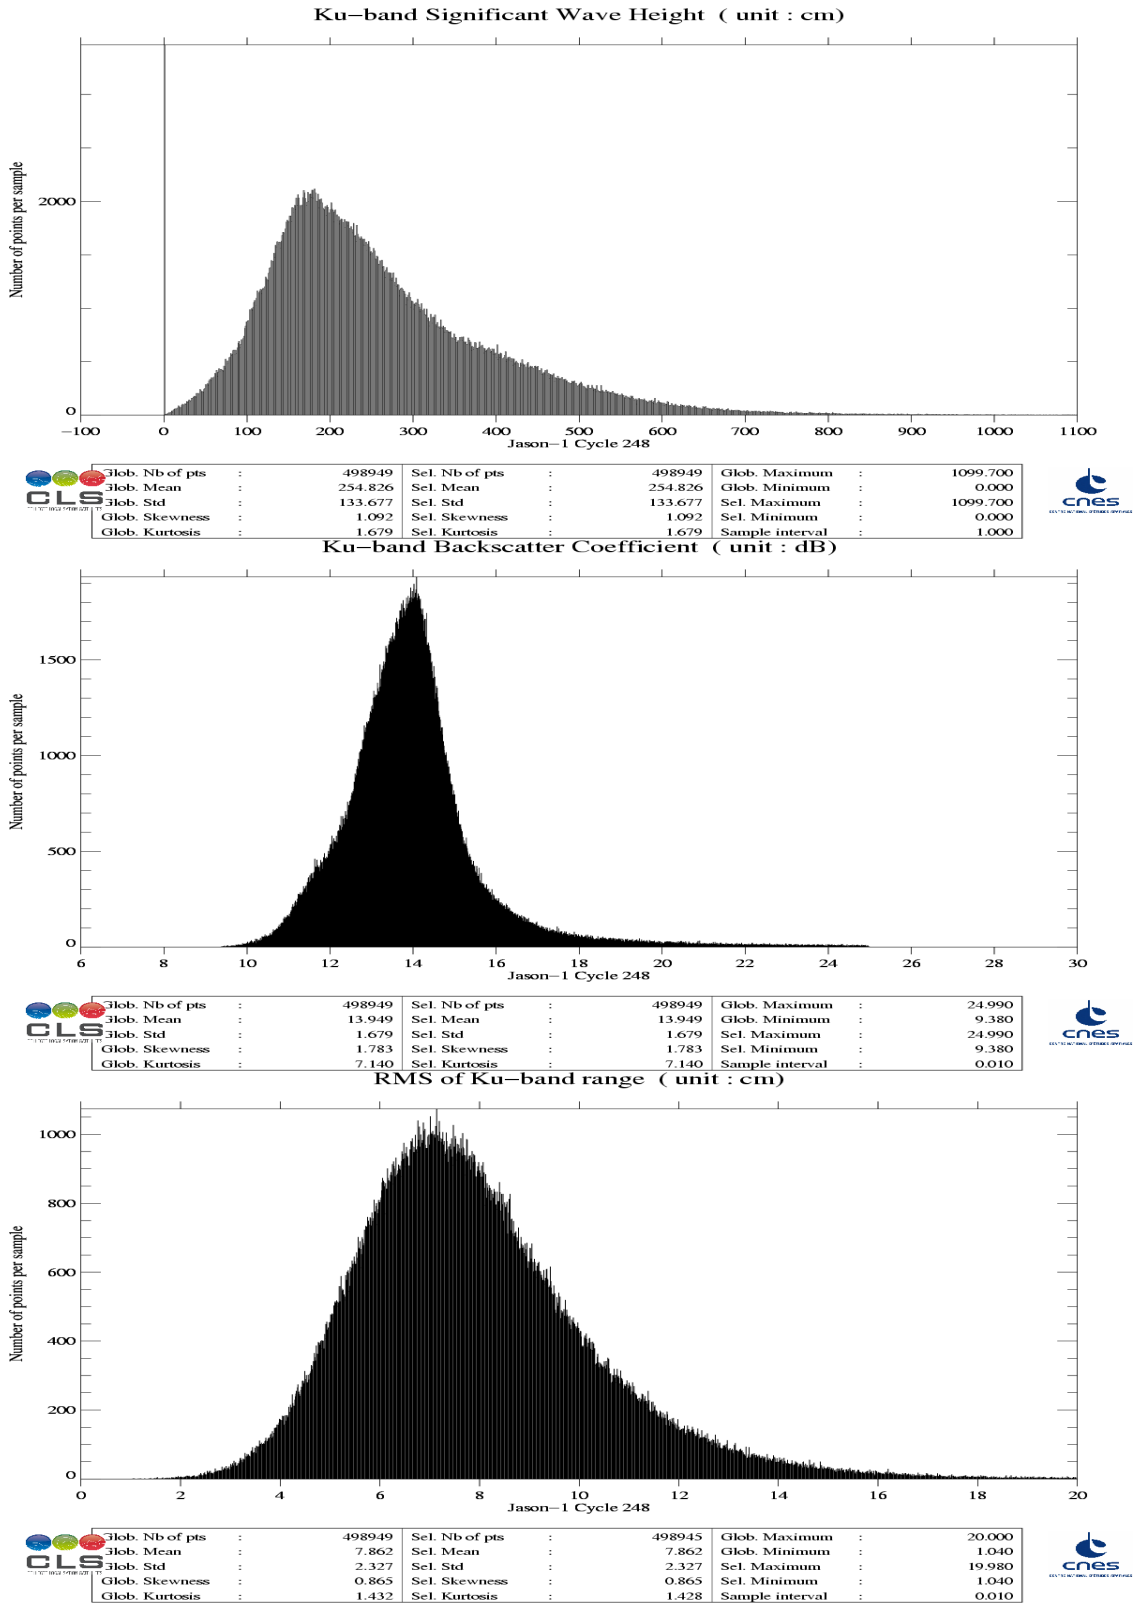 Ku-band Significant Wave Height ( unit : cm)
Number of points per sample
2000
0
-100 0 100 200 300 400 500 600 700 800 900 1000 1100
Jason-1 Cycle 248
CLS
cnes
Glob. Nb of pts : 498949 Sel. Nb of pts : 498949 Glob. Maximum : 1099.700
Glob. Mean : 254.826 Sel. Mean : 254.826 Glob. Minimum : 0.000
Glob. Std : 133.677 Sel. Std : 133.677 Sel. Maximum : 1099.700
Glob. Skewness : 1.092 Sel. Skewness : 1.092 Sel. Minimum : 0.000
Glob. Kurtosis : 1.679 Sel. Kurtosis : 1.679 Sample interval : 1.000
Ku-band Backscatter Coefficient ( unit : dB)
Number of points per sample
1500
1000
500
0
6 8 10 12 14 16 18 20 22 24 26 28 30
Jason-1 Cycle 248
CLS
cnes
Glob. Nb of pts : 498949 Sel. Nb of pts : 498949 Glob. Maximum : 24.990
Glob. Mean : 13.949 Sel. Mean : 13.949 Glob. Minimum : 9.380
Glob. Std : 1.679 Sel. Std : 1.679 Sel. Maximum : 24.990
Glob. Skewness : 1.783 Sel. Skewness : 1.783 Sel. Minimum : 9.380
Glob. Kurtosis : 7.140 Sel. Kurtosis : 7.140 Sample interval : 0.010
RMS of Ku-band range ( unit : cm)
Number of points per sample
1000
800
600
400
200
0
0 2 4 6 8 10 12 14 16 18 20
Jason-1 Cycle 248
CLS
cnes
Glob. Nb of pts : 498949 Sel. Nb of pts : 498945 Glob. Maximum : 20.000
Glob. Mean : 7.862 Sel. Mean : 7.862 Glob. Minimum : 1.040
Glob. Std : 2.327 Sel. Std : 2.327 Sel. Maximum : 19.980
Glob. Skewness : 0.865 Sel. Skewness : 0.865 Sel. Minimum : 1.040
Glob. Kurtosis : 1.432 Sel. Kurtosis : 1.428 Sample interval : 0.010